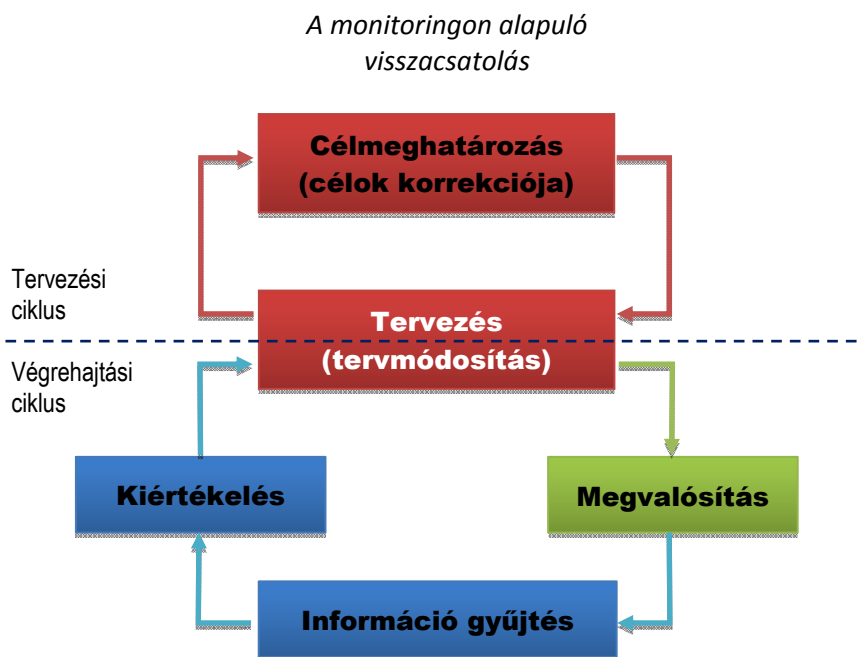 A monitoringon alapuló
visszacsatolás
Célmeghatározás
(célok korrekciója)
Tervezési
ciklus
Tervezés
(tervmódosítás)
Végrehajtási
ciklus
Kiértékelés
Megvalósítás
Információ gyűjtés